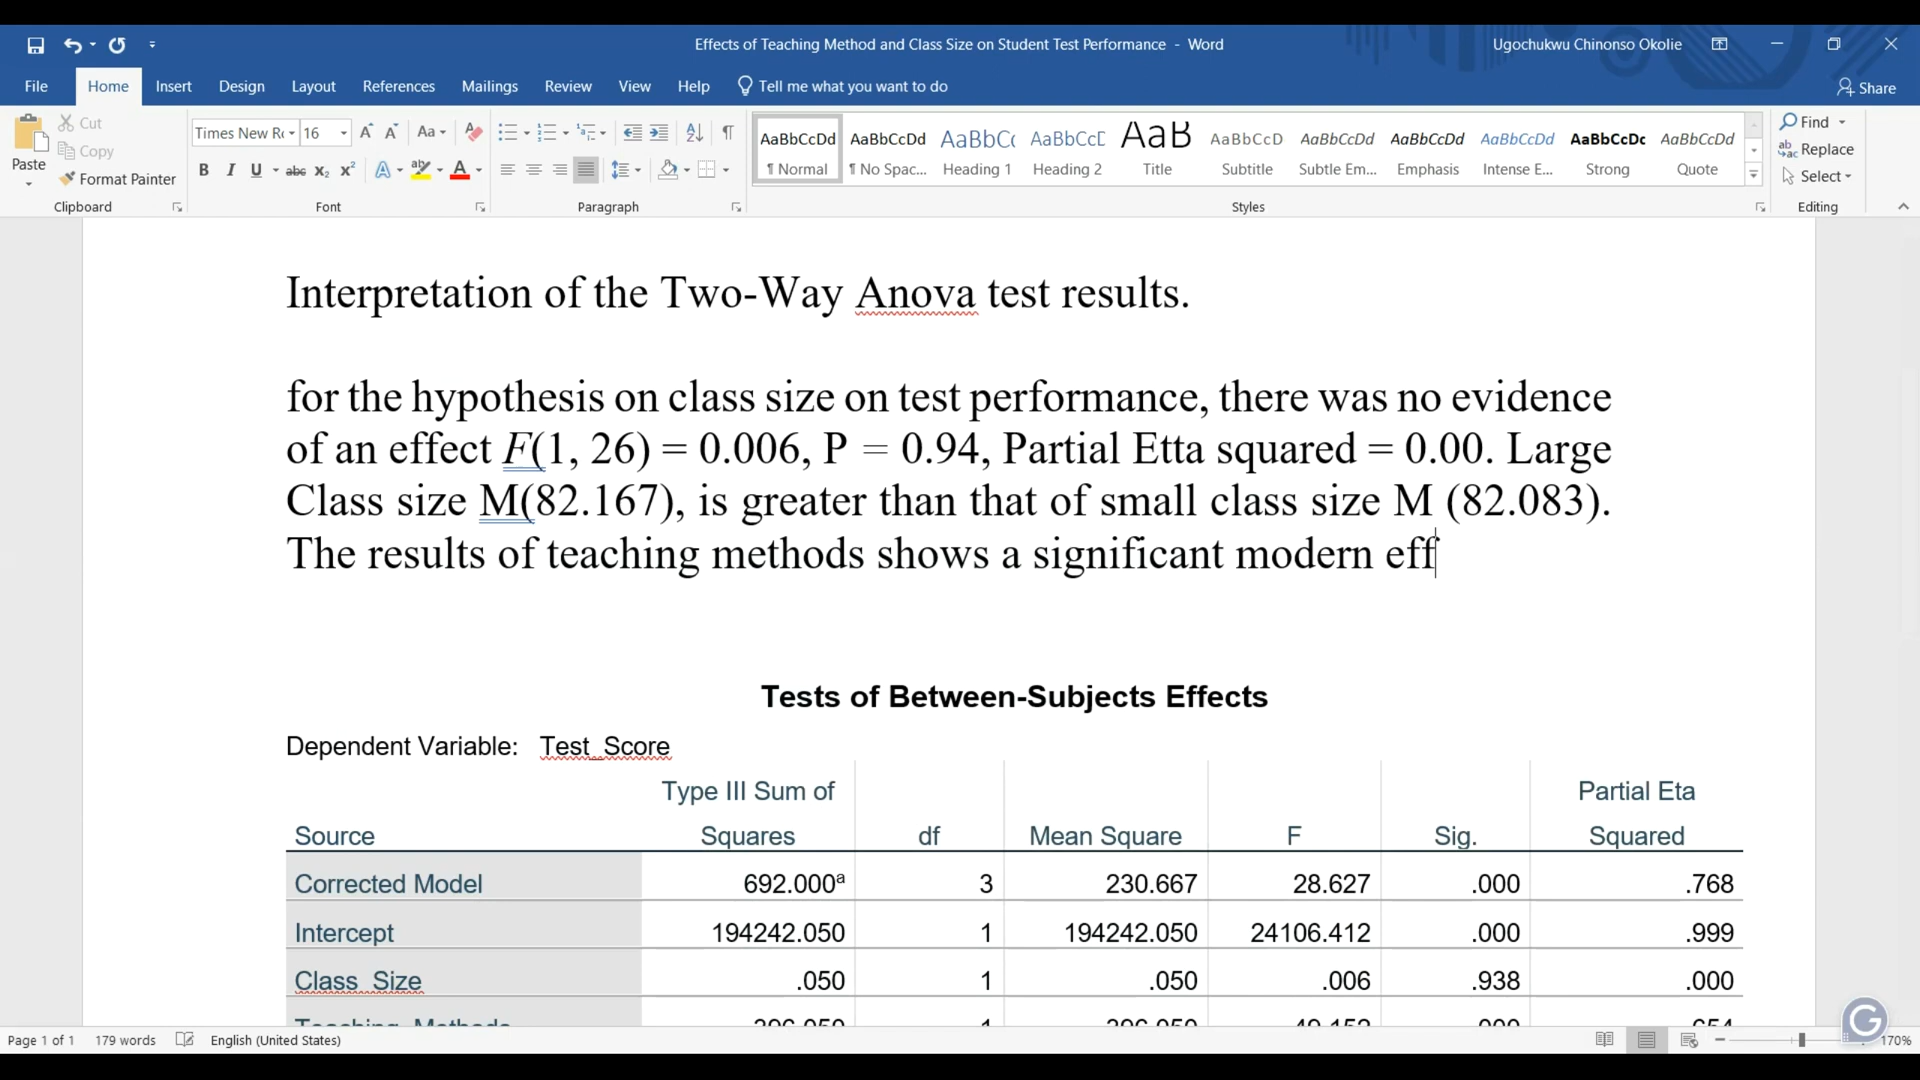 Effects of Teaching Method and Class Size on Student Test Performance - Word
Ugochukwu Chinonso Okolie
File Home Insert Design Layout References Mailings Review View Help Tell me what you want to do
Share
Paste
Cut
Copy
Format Painter
Clipboard
Times New Ro 16
Font
Paragraph
AaBbCcDd AaBbCcDd AaBbC AaBbCcE AaB AaBbCcD AaBbCcDd AaBbCcDd AaBbCcDd AaBbCcDc AaBbCcDd
¶ Normal ¶ No Spac... Heading 1 Heading 2 Title Subtitle Subtle Em... Emphasis Intense E... Strong Quote
Styles
Find
Replace
Select
Editing
Interpretation of the Two-Way Anova test results.
for the hypothesis on class size on test performance, there was no evidence
of an effect F(1, 26) = 0.006, P = 0.94, Partial Etta squared = 0.00. Large
Class size M(82.167), is greater than that of small class size M (82.083).
The results of teaching methods shows a significant modern eff
Tests of Between-Subjects Effects
Dependent Variable: Test_Score
Source Type III Sum of Squares df Mean Square F Sig. Partial Eta Squared
Corrected Model 692.000a 3 230.667 28.627 .000 .768
Intercept 194242.050 1 194242.050 24106.412 .000 .999
Class_Size .050 1 .050 .006 .938 .000
Page 1 of 1 179 words English (United States)
170%